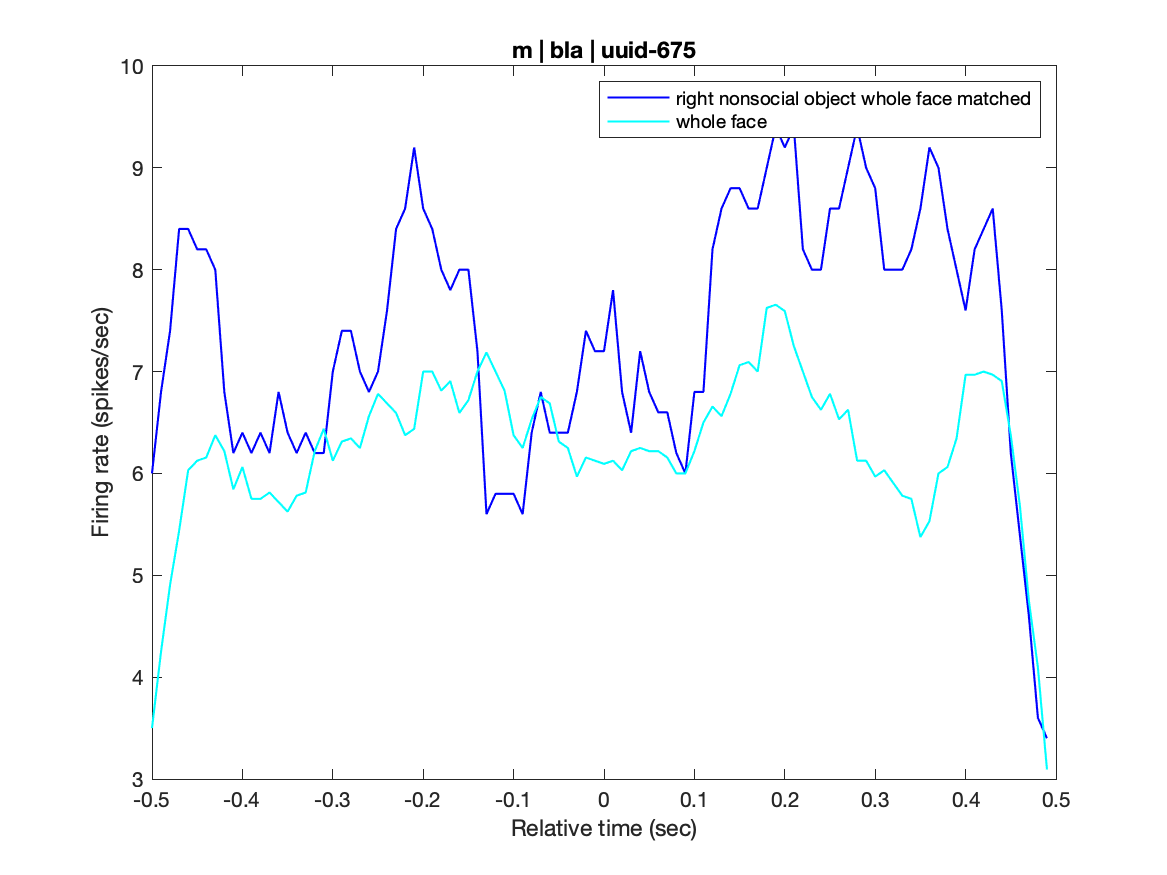 m | bla | uuid-675
right nonsocial object whole face matched
whole face
Firing rate (spikes/sec)
10
9
8
7
6
5
4
3
-0.5 -0.4 -0.3 -0.2 -0.1 0 0.1 0.2 0.3 0.4 0.5
Relative time (sec)